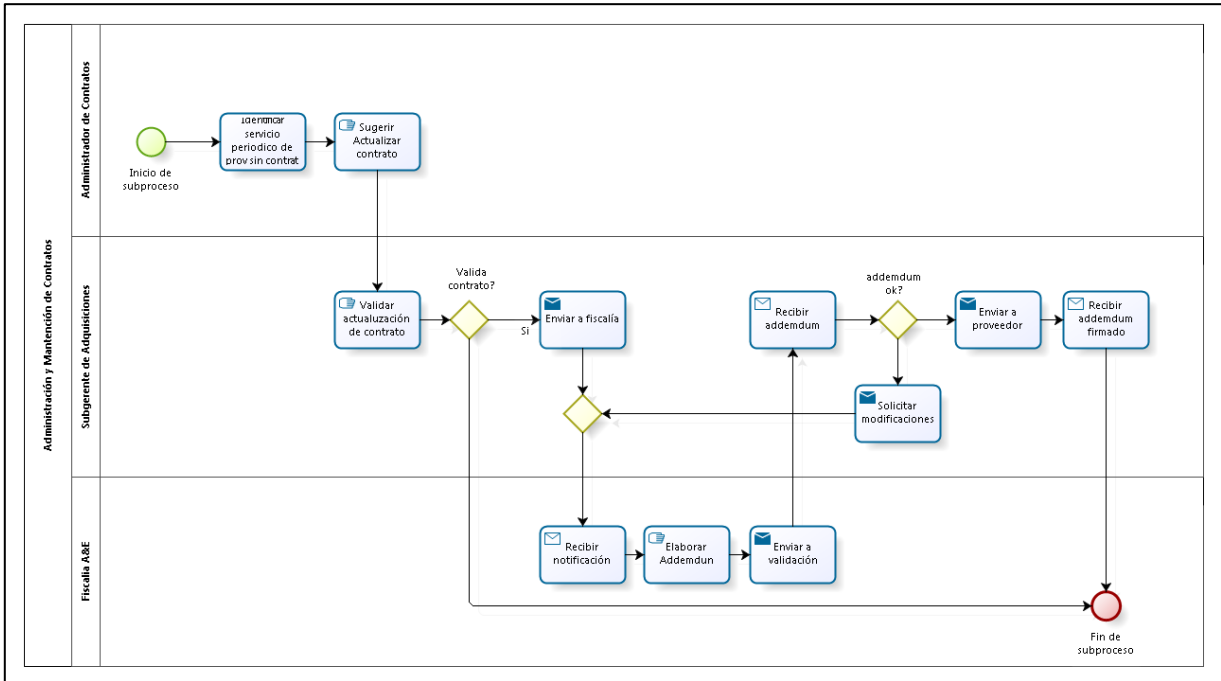 Administración y Mantención de Contratos
Administrador de Contratos
Inicio de
subproceso
Identificar
servicio
periodico de
prov sin contrat
Sugerir
Actualizar
contrato
Subgerente de Adquisiciones
Validar
actualuzación
de contrato
Valida
contrato?
Si
Enviar a fiscalía
Recibir
addemdum
addemdum
ok?
Enviar a
proveedor
Recibir
addemdum
firmado
Solicitar
modificaciones
Fiscalia A&E
Recibir
notificación
Elaborar
Addemdun
Enviar a
validación
Fin de
subproceso